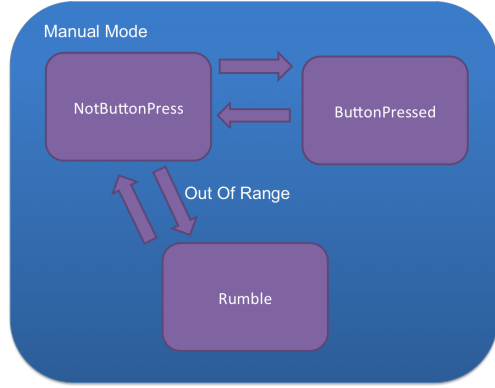 Manual Mode
NotButtonPress
ButtonPressed
Out Of Range
Rumble